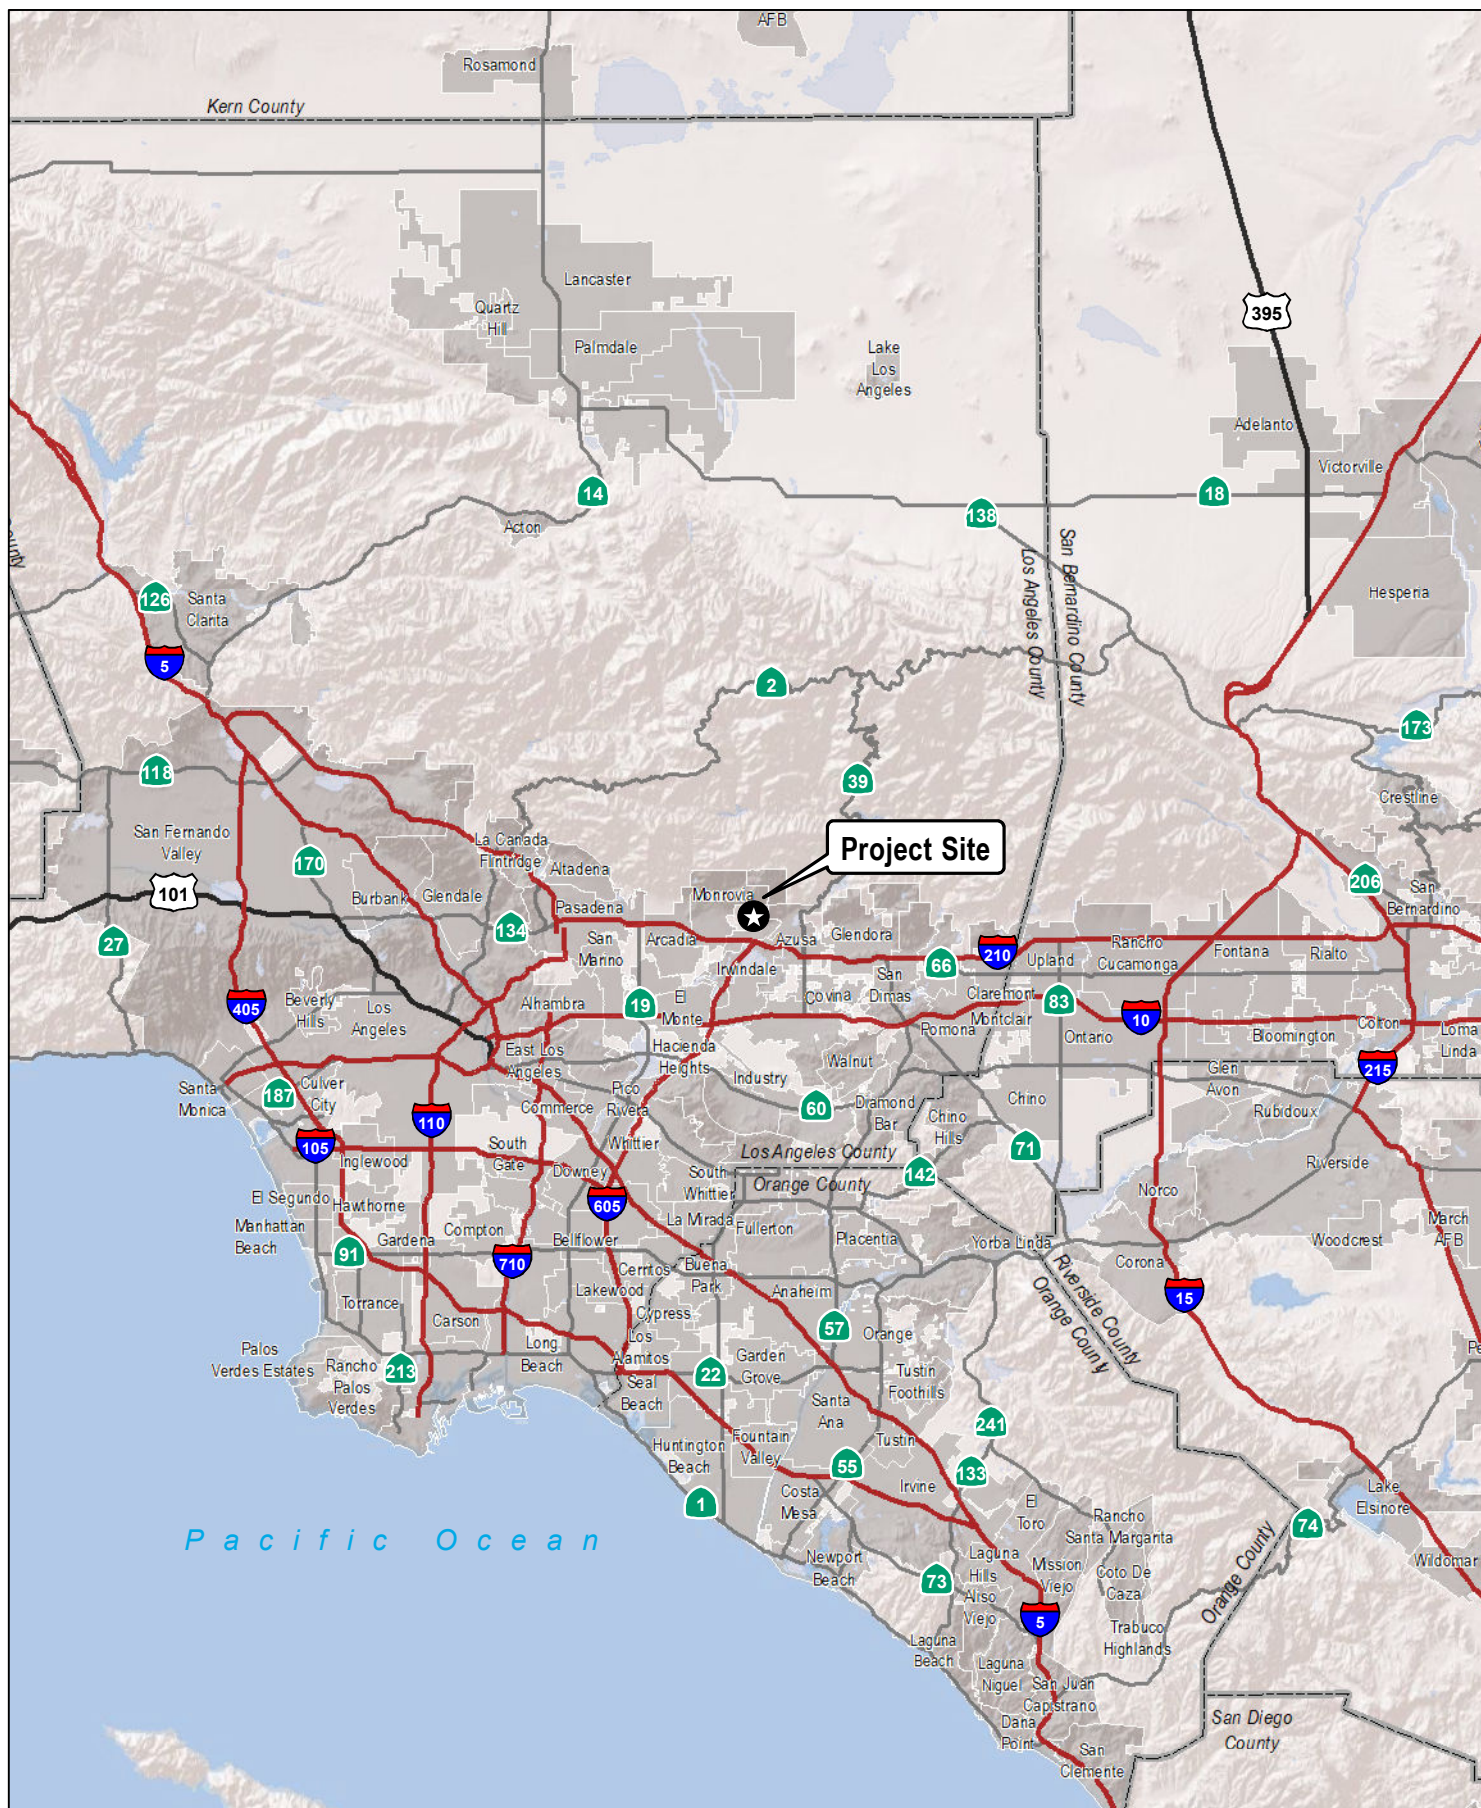 AFB
Rosamond
Kern County
Lancaster
Quartz
Hill
395
Palmdale
Lake
Los
Angeles
Adelanto
Victorville
14
18
138
Acton
ounty
San Bernardino County
Los Angeles County
126
Santa
Clarita
Hesperia
5
2
173
118
39
Crestline
San Fernando
Valley
La Canada
Flintridge
Project Site
170
Altadena
101
Burbank
Glendale
Monrovia
206
San
Bernardino
Pasadena
27
134
San
Marino
Arcadia
Azusa
Glendora
210
Rancho
Cucamonga
Fontana
Rialto
66
Upland
Irwindale
San
Dimas
405
Beverly
Hills
Los
Angeles
Alhambra
19
El
Monte
Covina
Claremont
83
Montclair
10
Pomona
Ontario
Bloomington
Colton
Loma
Linda
East Los
Angeles
Hacienda
Heights
Walnut
Industry
Glen
Avon
215
Santa
Monica
187
Culver
City
Pico
Rivera
Commerce
60
Diamond
Bar
Chino
Chino
Hills
Rubidoux
110
105
Inglewood
South
Gate
Whittier
Los Angeles County
71
Downey
South
Whittier
Orange County
142
Riverside
El Segundo
Hawthorne
605
Norco
Manhattan
Beach
Compton
La Mirada
Fullerton
March
AFB
91
Gardena
Bellflower
Placentia
Yorba Linda
Woodcrest
710
Cerritos
Buena
Park
Corona
Riverside County
Orange County
Lakewood
Anaheim
15
Torrance
Carson
Cypress
57
Orange
Long
Beach
Los
Alamitos
Palos
Verdes Estates
Rancho
Palos
Verdes
213
22
Garden
Grove
Tustin
Foothills
Pe
Seal
Beach
Santa
Ana
241
Huntington
Beach
Fountain
Valley
Tustin
55
133
Irvine
1
Costa
Mesa
El
Toro
Rancho
Santa Margarita
Lake
Elsinore
74
Pacific Ocean
Newport
Beach
Laguna
Hills
Mission
Viejo
Coto De
Caza
Orange County
Wildomar
73
Aliso
Viejo
5
Trabuco
Highlands
Laguna
Beach
Laguna
Niguel
San Juan
Capistrano
Dana
Point
San Diego
County
San
Clemente